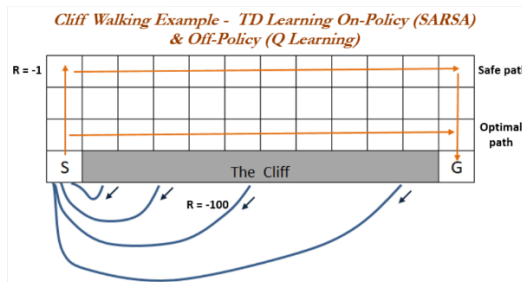 Cliff Walking Example - TD Learning On-Policy (SARSA)
& Off-Policy (Q Learning)
R = -1
Safe path
Optimal
path
S
The Cliff
G
R = -100